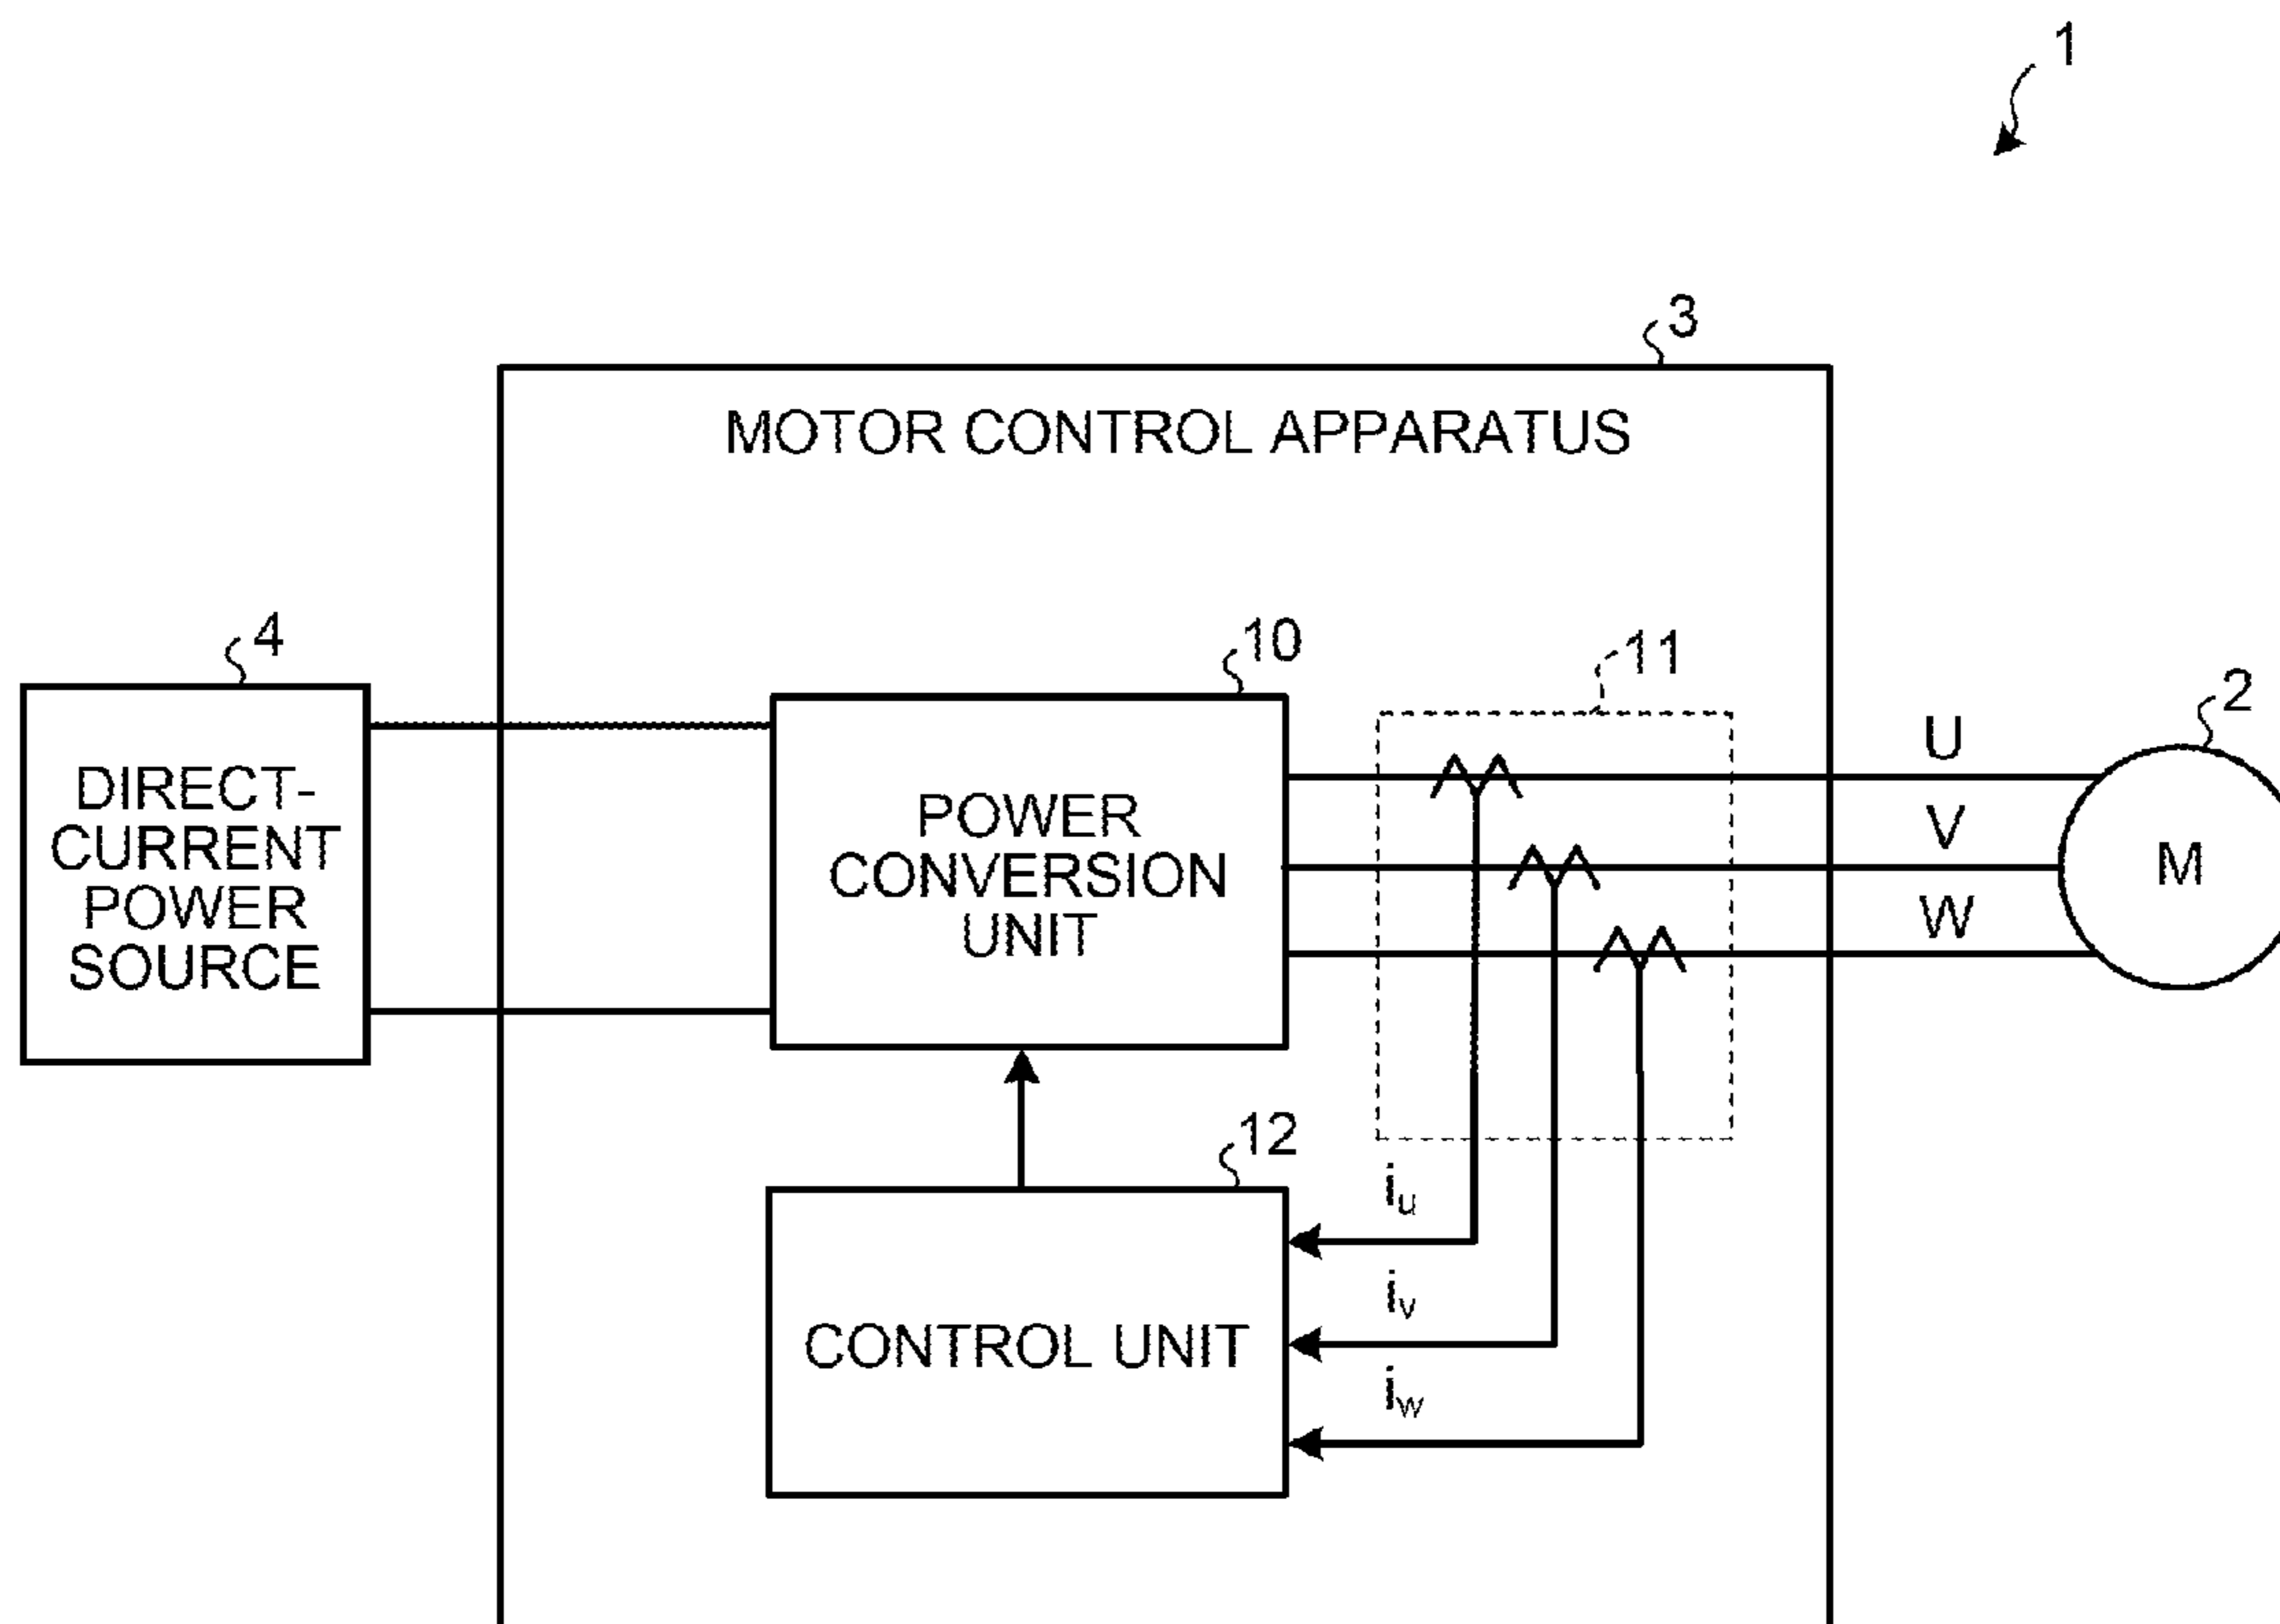 1
3
MOTOR CONTROL APPARATUS
4
10
11
2
DIRECT-
CURRENT
POWER
SOURCE
POWER
CONVERSION
UNIT
U
V
W
M
12
iu
iv
iw
CONTROL UNIT